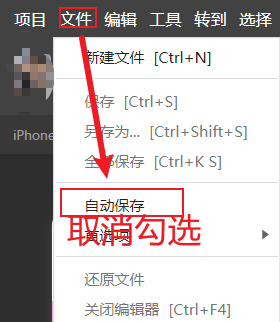 项目 文件 编辑 工具 转到 选择
新建文件 [Ctrl+N]
保存 [Ctrl+S]
另存为... [Ctrl+Shift+S]
全部保存 [Ctrl+K S]
iPhone
自动保存
取消勾选
首选项
还原文件
关闭编辑器 [Ctrl+F4]